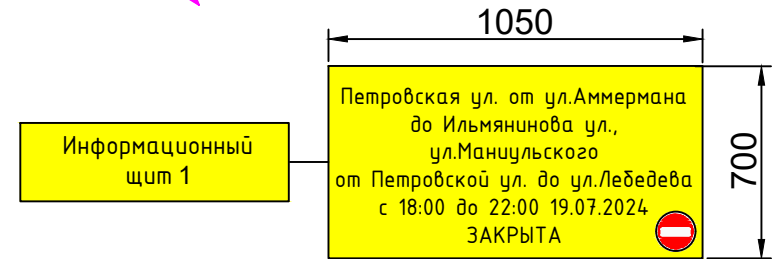 1050
Петровская ул. от ул.Аммермана
до Ильмянинова ул.,
ул.Маниульского
от Петровской ул. до ул.Лебедева
с 18:00 до 22:00 19.07.2024
ЗАКРЫТА
Информационный
щит 1
700